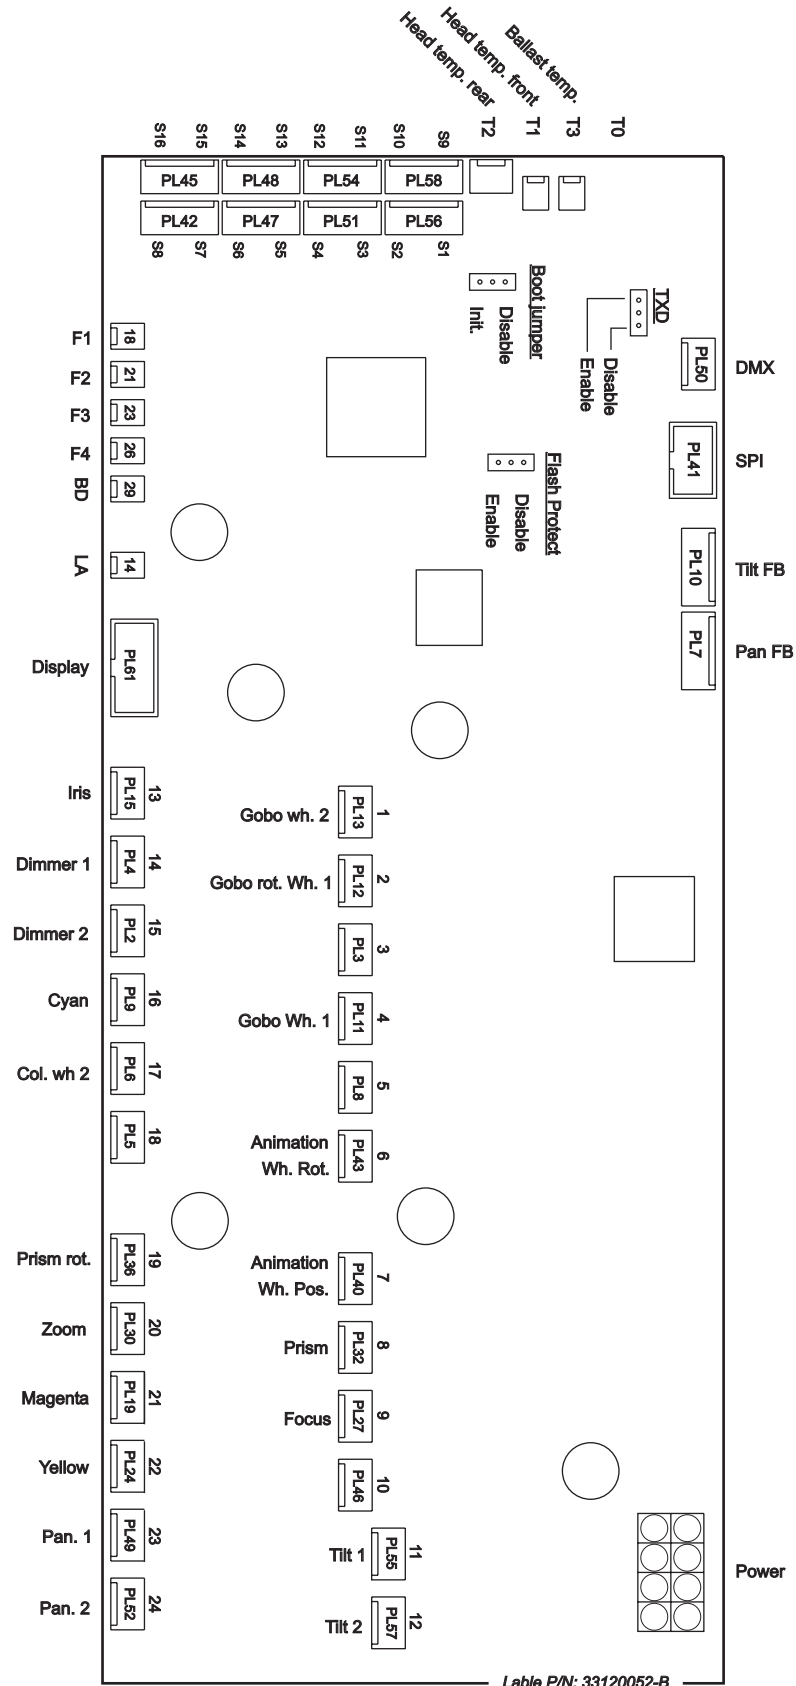 Head temp. rear
Head temp. front
Ballast temp.
T2
T1
T3
T0
S16
S15
S14
S13
S12
S11
S10
S9
PL45
PL48
PL54
PL58
PL42
PL47
PL51
PL56
S8
S7
S6
S5
S4
S3
S2
S1
Boot jumper
Disable
Init.
TXD
Disable
Enable
F1
18
F2
21
F3
23
F4
26
BD
29
LA
14
PL50
DMX
PL41
SPI
Flash Protect
Disable
Enable
PL10
Tilt FB
PL7
Pan FB
Display
PL61
Iris
PL15
13
Dimmer 1
PL4
14
Dimmer 2
PL2
15
Cyan
PL9
16
Col. wh 2
PL6
17
PL5
18
Prism rot.
PL36
19
Zoom
PL30
20
Magenta
PL19
21
Yellow
PL24
22
Pan. 1
PL49
23
Pan. 2
PL52
24
Gobo wh. 2
PL13
1
Gobo rot. Wh. 1
PL12
2
PL3
3
Gobo Wh. 1
PL11
4
PL8
5
Animation
Wh. Rot.
PL43
6
Animation
Wh. Pos.
PL40
7
Prism
PL32
8
Focus
PL27
9
PL46
10
Tilt 1
PL55
11
Tilt 2
PL57
12
Power
Lable P/N: 33120052-B